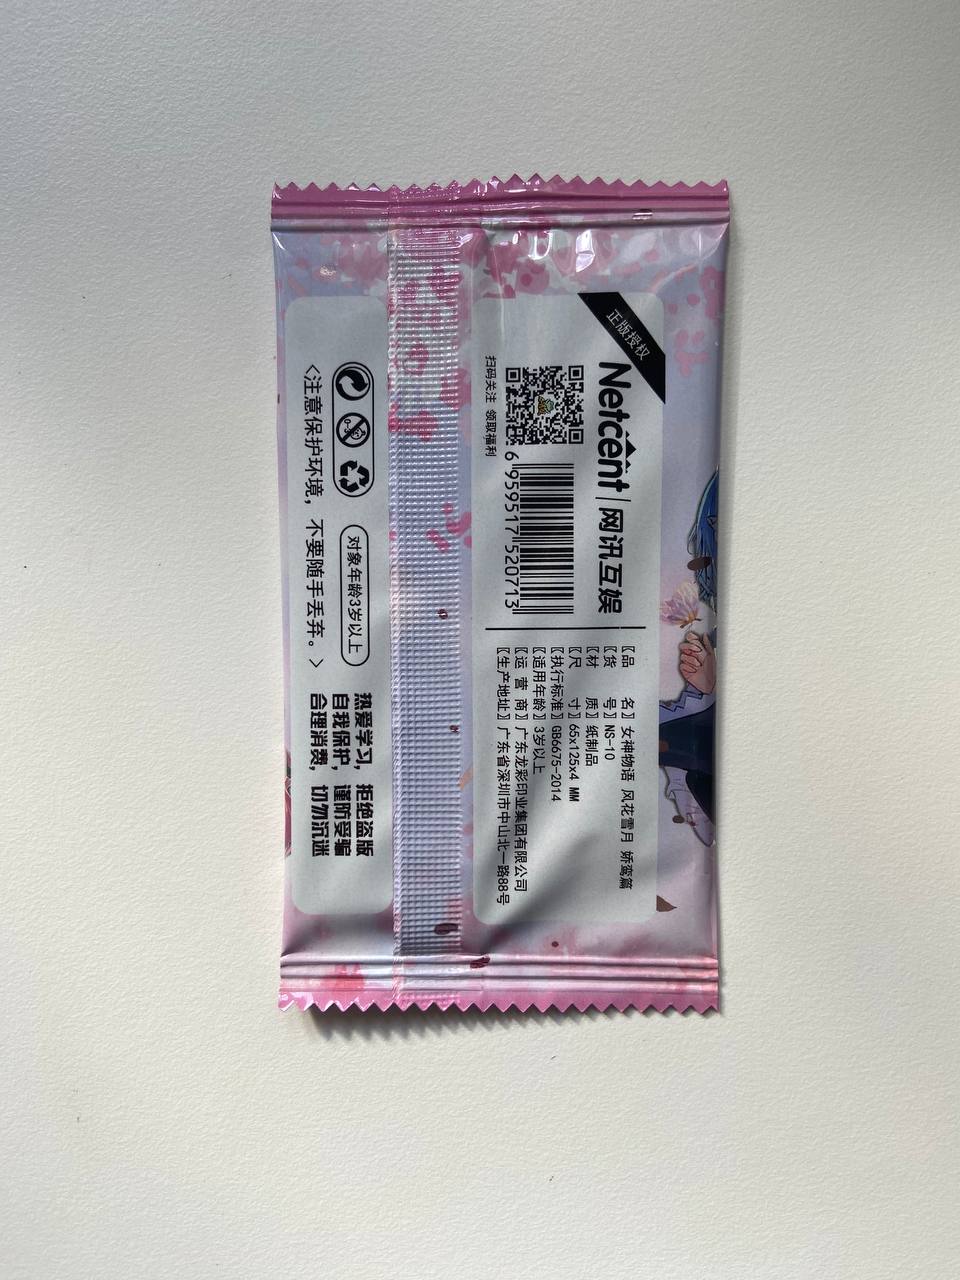 正版授权
Netcent | 网讯互娱
扫码关注 领取福利
6 959517 520713
〖品 名〗女神物语 风花雪月 娇鸾篇
〖货 号〗NS-10
〖材 质〗纸制品
〖尺 寸〗65x125x4 MM
〖执行标准〗GB6675-2014
〖适用年龄〗3岁以上
〖运 营 商〗广东龙彩印业集团有限公司
〖生产地址〗广东省深圳市中山北一路88号
对象年龄3岁以上
<注意保护环境，不要随手丢弃。>
热爱学习，拒绝盗版
自我保护，谨防受骗
合理消费，切勿沉迷